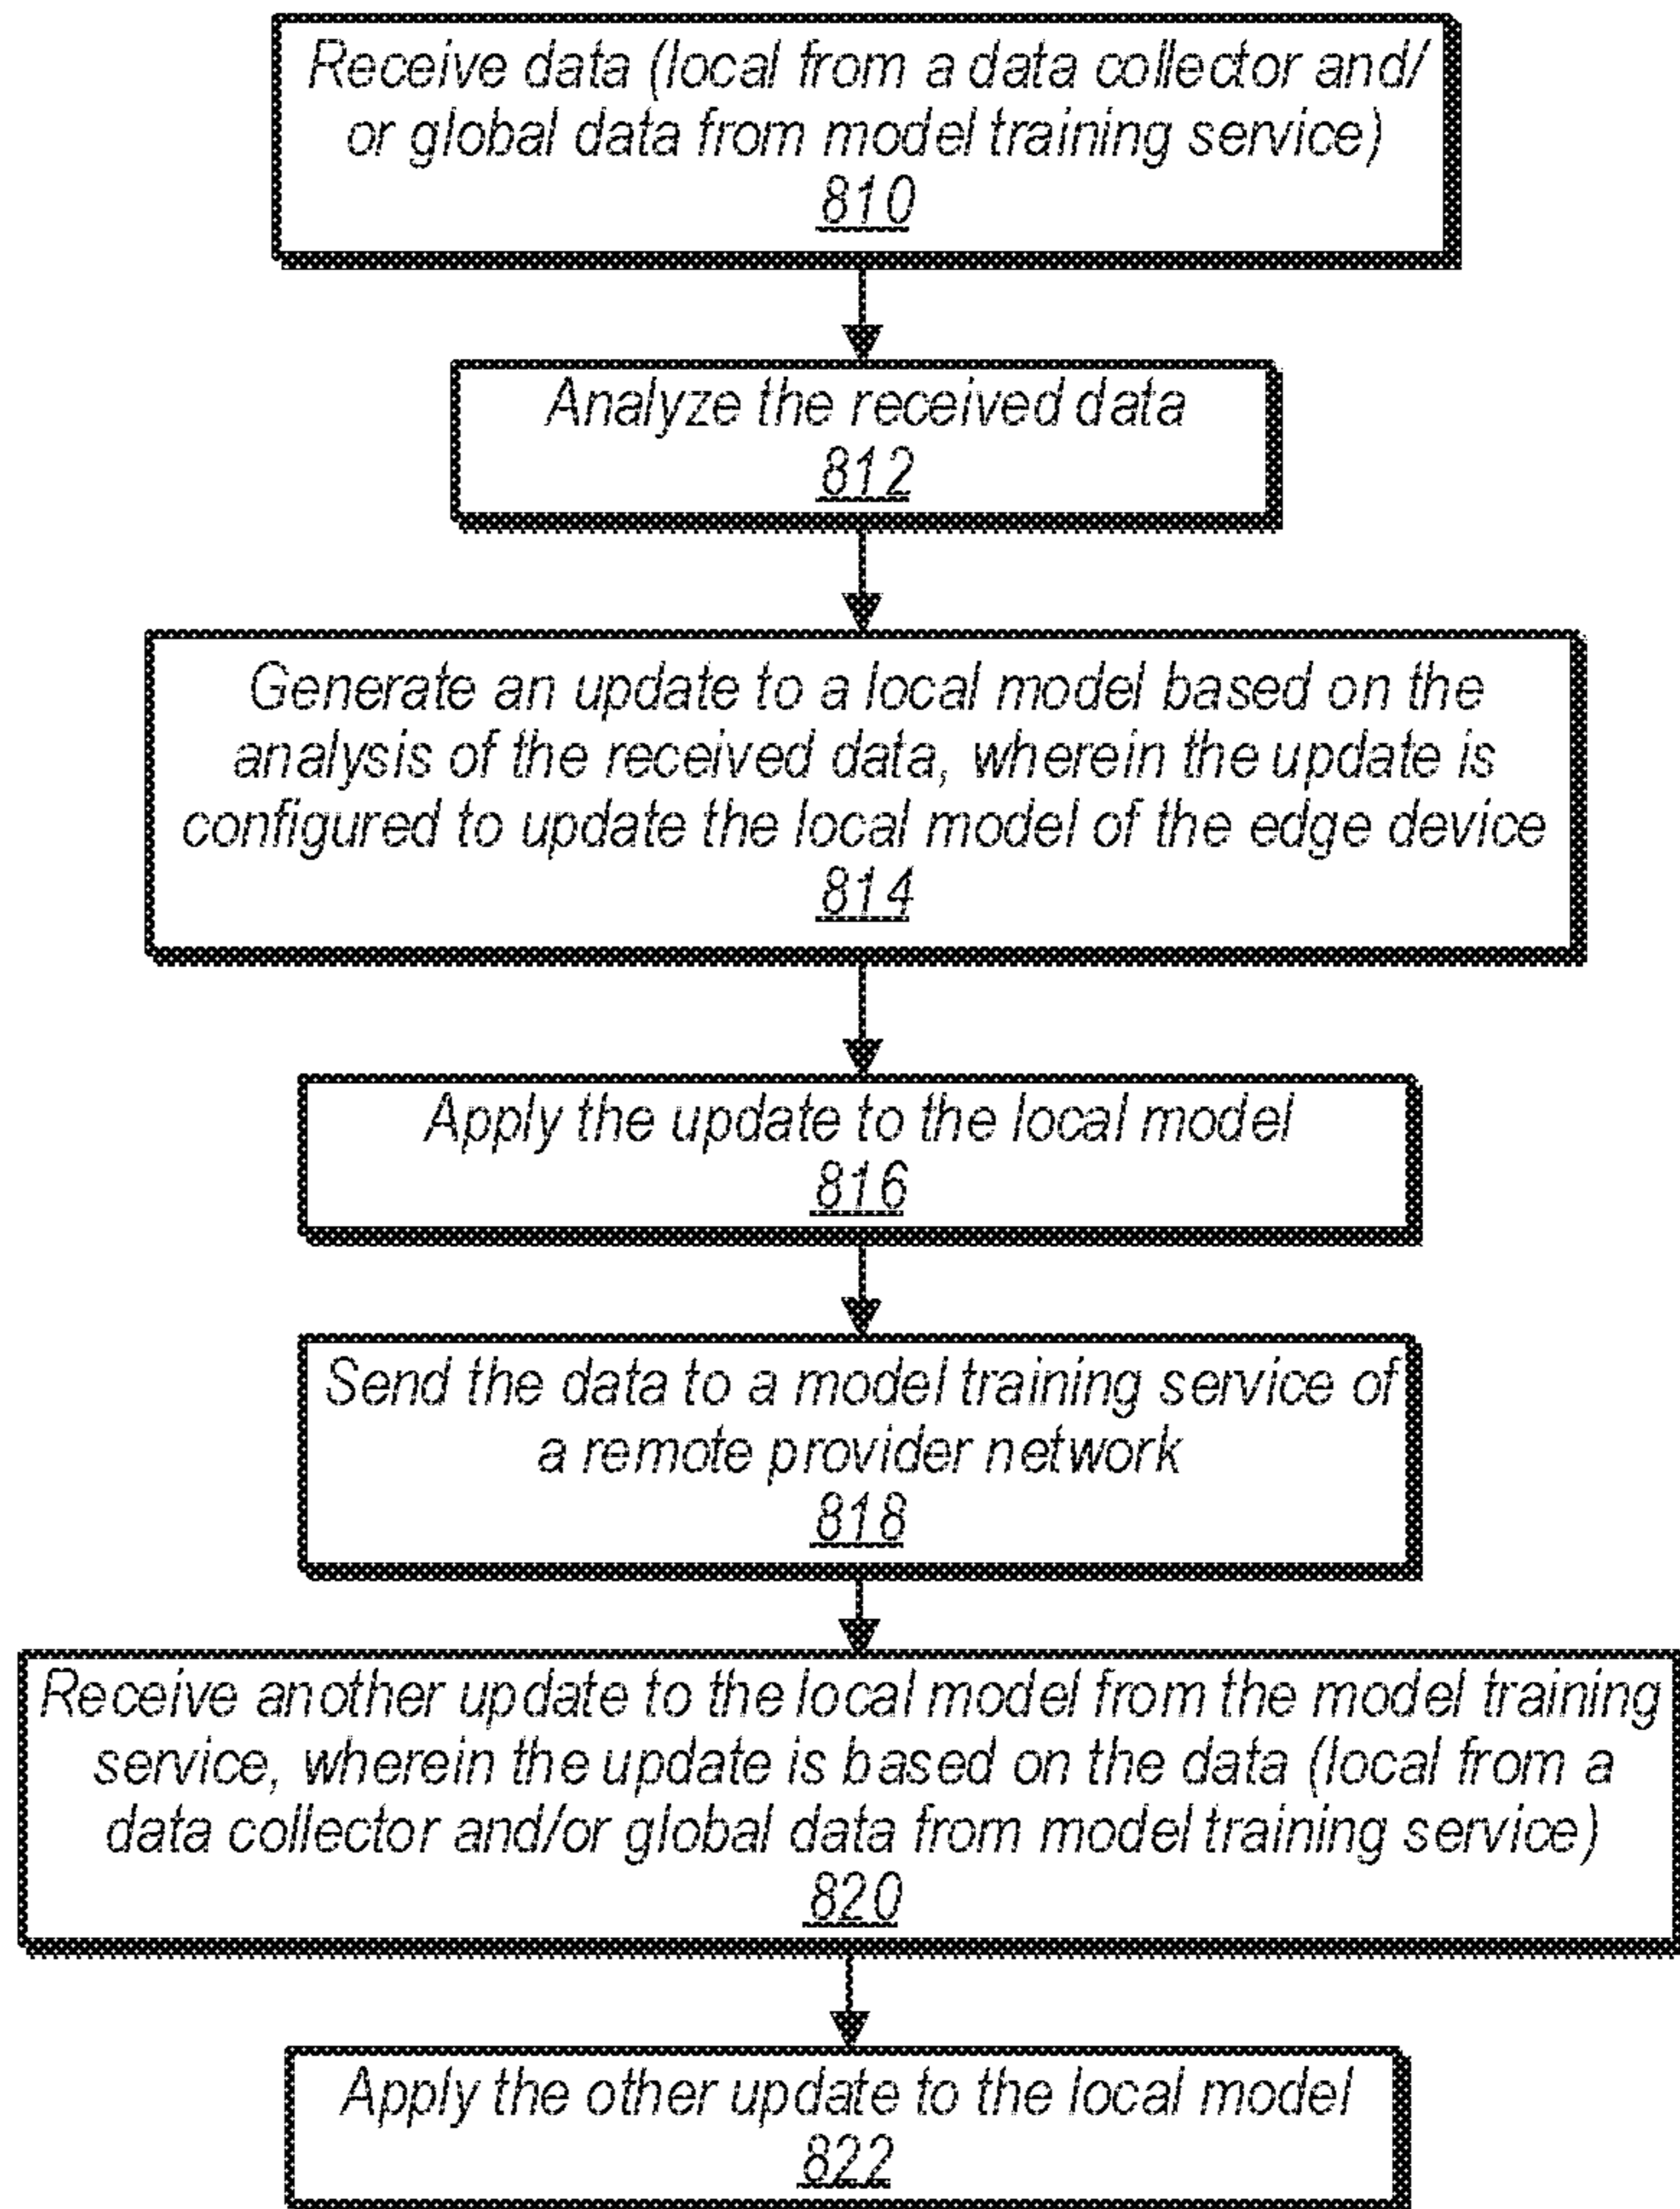 Receive data (local from a data collector and/
or global data from model training service)
810
Analyze the received data
812
Generate an update to a local model based on the
analysis of the received data, wherein the update is
configured to update the local model of the edge device
814
Apply the update to the local model
816
Send the data to a model training service of
a remote provider network
818
Receive another update to the local model from the model training
service, wherein the update is based on the data (local from a
data collector and/or global data from model training service)
820
Apply the other update to the local model
822